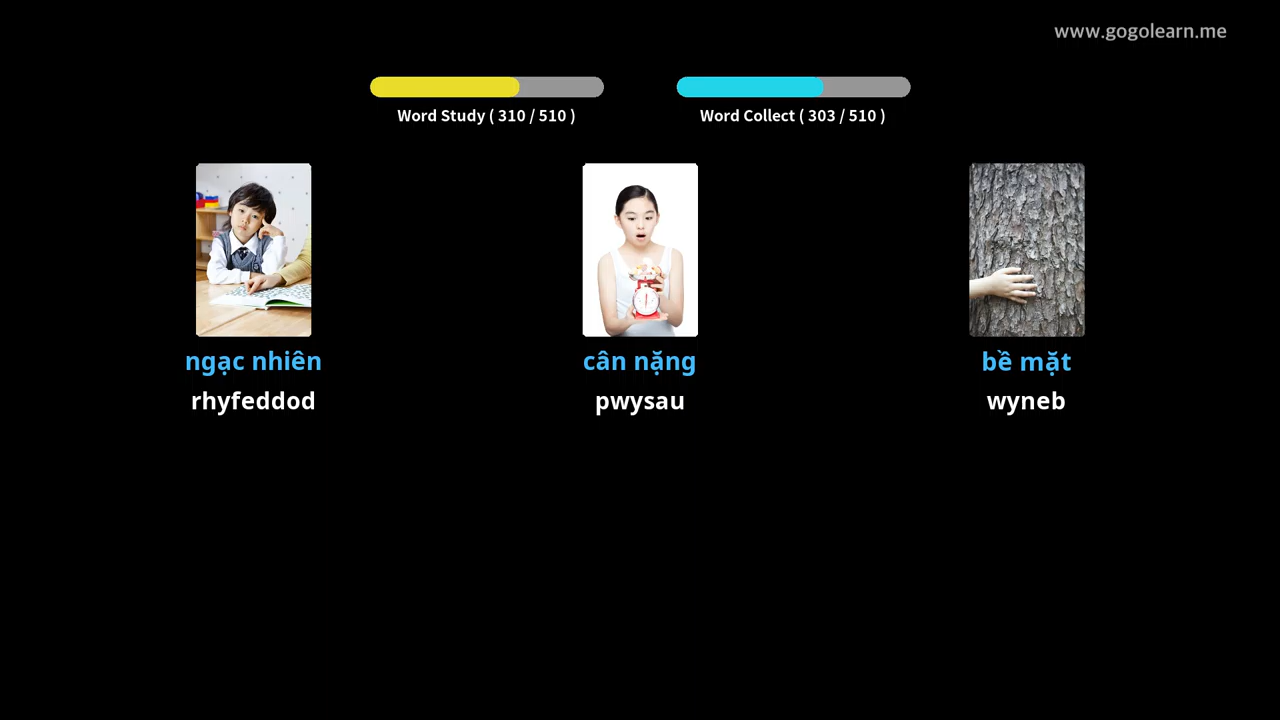 www.gogolearn.me
Word Study ( 310 / 510 )
Word Collect ( 303 / 510 )
ngạc nhiên
cân nặng
bề mặt
rhyfeddod
pwysau
wyneb